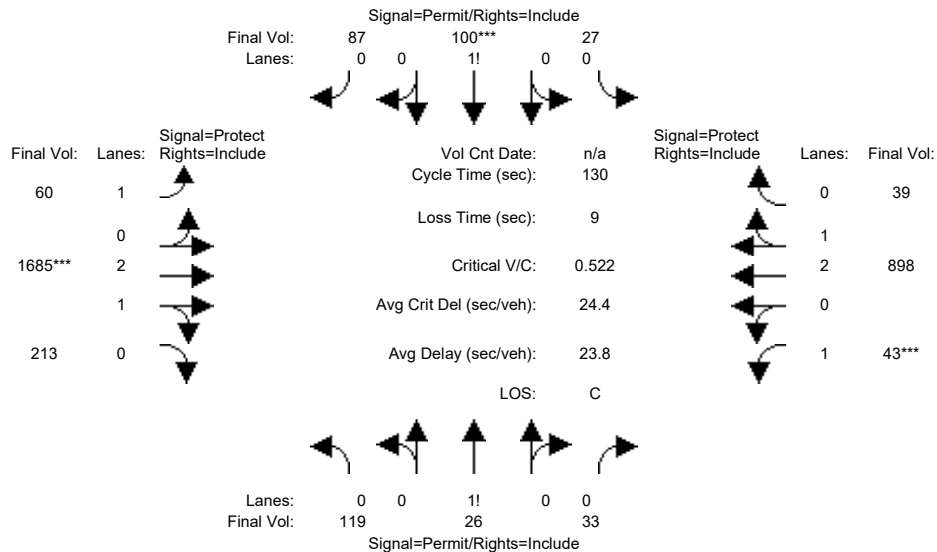 Signal=Permit/Rights=Include
Final Vol: 87 100*** 27
Lanes: 0 0 1! 0 0
Signal=Protect Signal=Protect
Final Vol: Lanes: Rights=Include Vol Cnt Date: n/a Rights=Include Lanes: Final Vol:
Cycle Time (sec): 130
60 1 0 39
Loss Time (sec): 9
0 1
1685*** 2 Critical V/C: 0.522 2 898
1 Avg Crit Del (sec/veh): 24.4 0
213 0 Avg Delay (sec/veh): 23.8 1 43***
LOS: C
Lanes: 0 0 1! 0 0
Final Vol: 119 26 33
Signal=Permit/Rights=Include